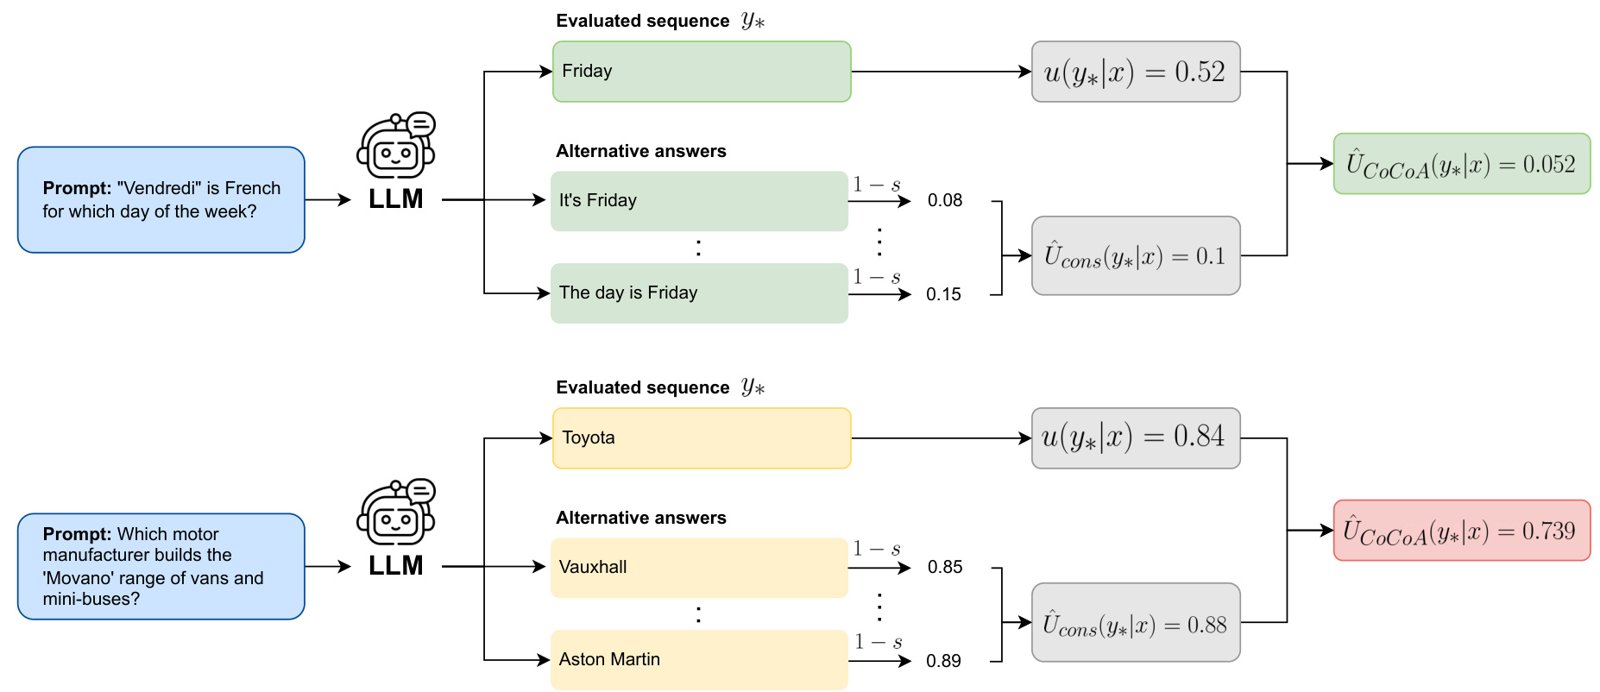 Evaluated sequence y*
Friday
u(y*|x) = 0.52
Alternative answers
Prompt: "Vendredi" is French
for which day of the week?
LLM
It's Friday
1 − s
0.08
⋮
⋮
The day is Friday
1 − s
0.15
Û_cons(y*|x) = 0.1
Û_CoCoA(y*|x) = 0.052
Evaluated sequence y*
Toyota
u(y*|x) = 0.84
Alternative answers
Prompt: Which motor
manufacturer builds the
'Movano' range of vans and
mini-buses?
LLM
Vauxhall
1 − s
0.85
⋮
⋮
Aston Martin
1 − s
0.89
Û_cons(y*|x) = 0.88
Û_CoCoA(y*|x) = 0.739